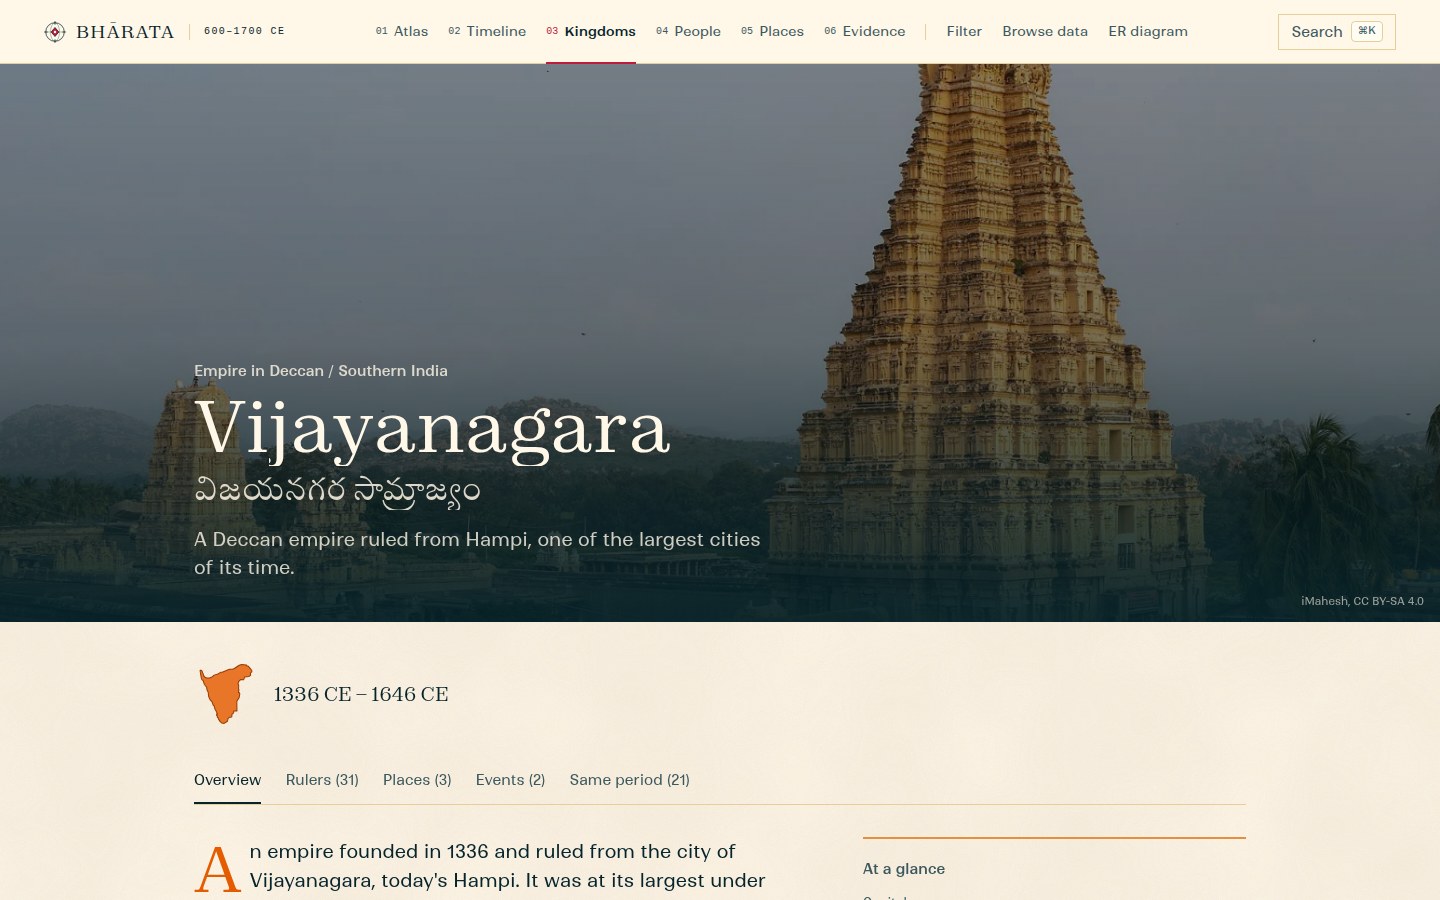 BHĀRATA
600–1700 CE
01 Atlas
02 Timeline
03 Kingdoms
04 People
05 Places
06 Evidence
Filter
Browse data
ER diagram
Search ⌘K
Empire in Deccan / Southern India
Vijayanagara
విజయనగర సామ్రాజ్యం
A Deccan empire ruled from Hampi, one of the largest cities
of its time.
iMahesh, CC BY-SA 4.0
1336 CE – 1646 CE
Overview
Rulers (31)
Places (3)
Events (2)
Same period (21)
An empire founded in 1336 and ruled from the city of
Vijayanagara, today's Hampi. It was at its largest under
At a glance